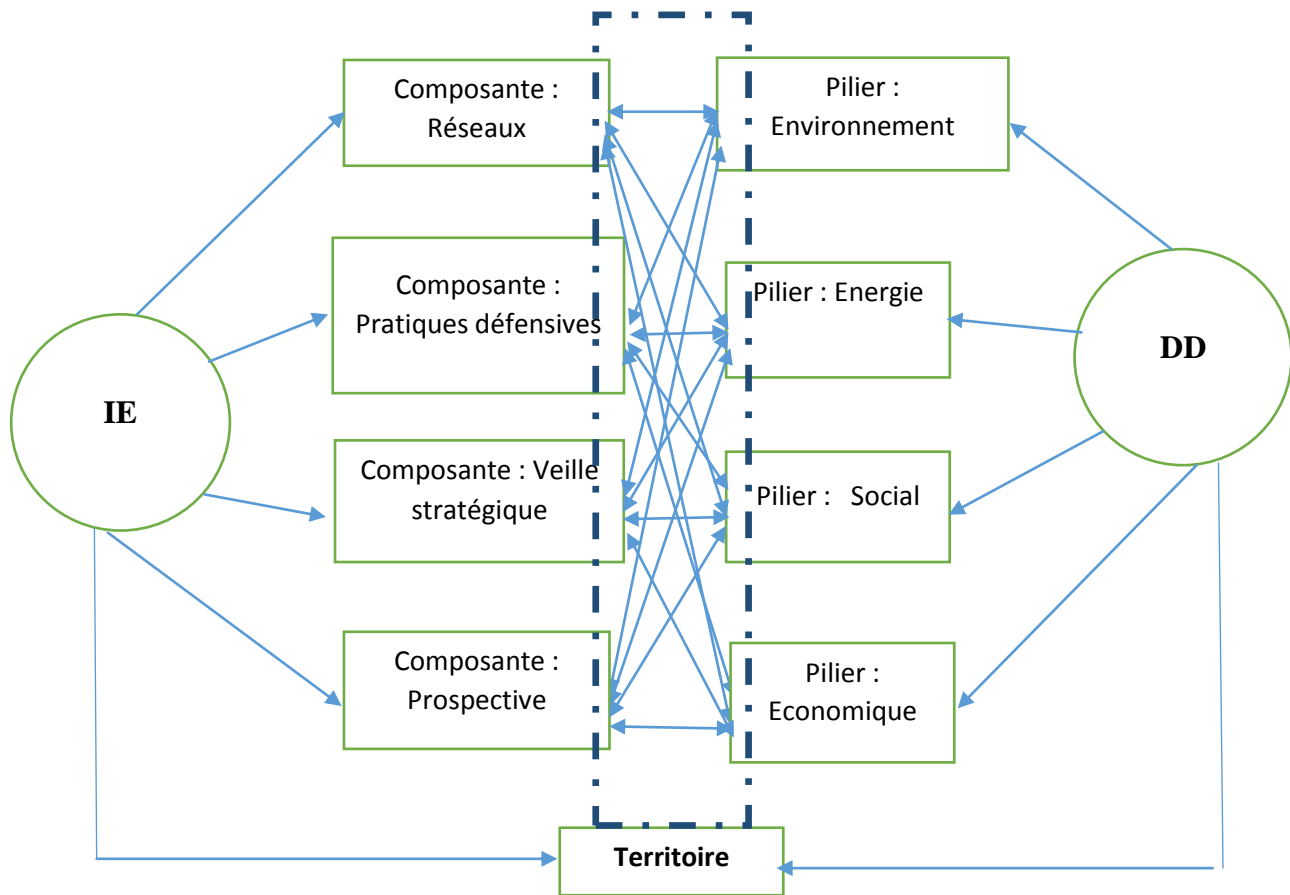 Composante :
Réseaux
Pilier :
Environnement
Composante :
Pratiques défensives
Pilier : Energie
IE
DD
Composante : Veille
stratégique
Pilier :   Social
Composante :
Prospective
Pilier :
Economique
Territoire